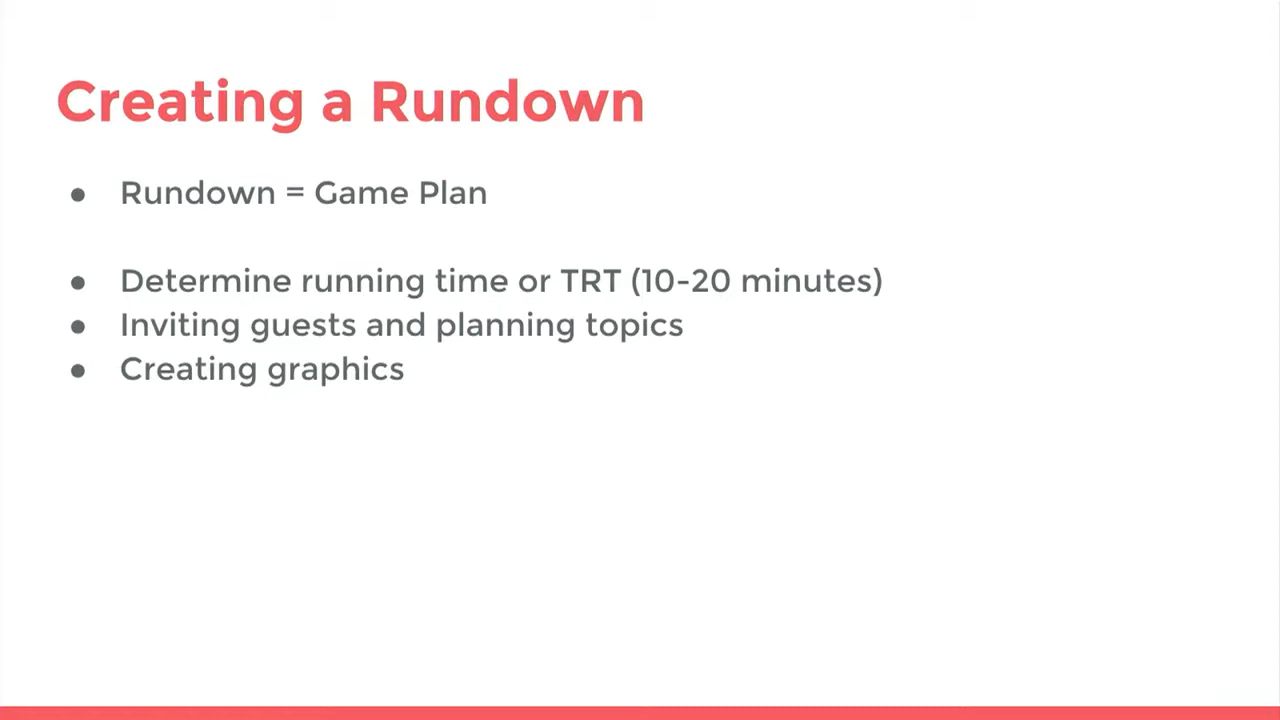 Creating a Rundown
● Rundown = Game Plan
● Determine running time or TRT (10-20 minutes)
● Inviting guests and planning topics
● Creating graphics